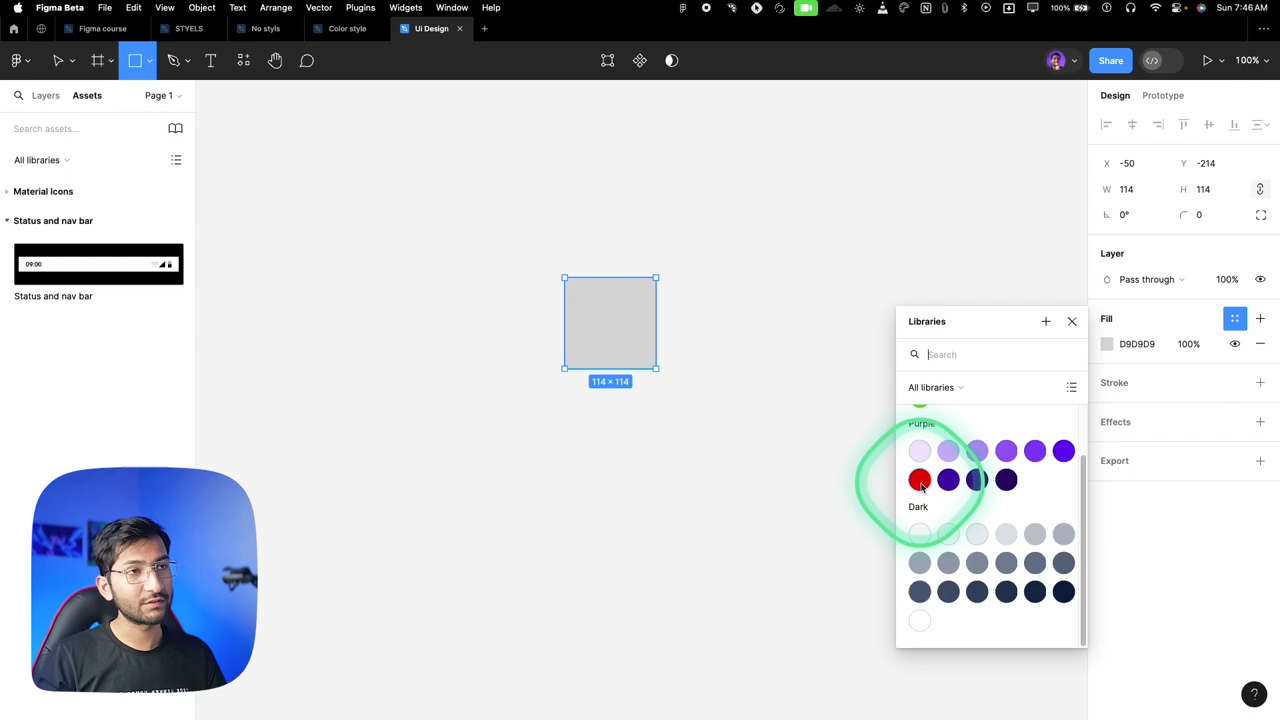 Figma Beta File Edit View Object Text Arrange Vector Plugins Widgets Window Help 100% Sun 7:46 AM
Figma course STYELS No styls Color style Ui Design
Share 100%
Layers Assets Page 1
Search assets...
All libraries
Material Icons
Status and nav bar
09:00
Status and nav bar
114 × 114
Libraries
Search
All libraries
Purple
Dark
Design Prototype
X -50 Y -214
W 114 H 114
0° 0
Layer
Pass through 100%
Fill
D9D9D9 100%
Stroke
Effects
Export
?